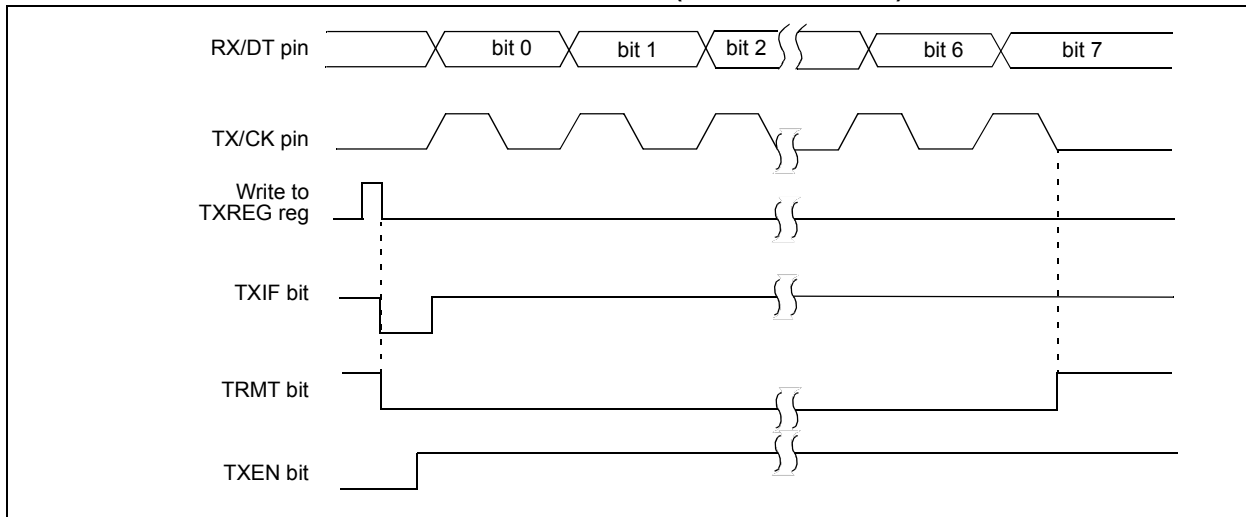 RX/DT pin
bit 0 bit 1 bit 2 bit 6 bit 7
TX/CK pin
Write to
TXREG reg
TXIF bit
TRMT bit
TXEN bit